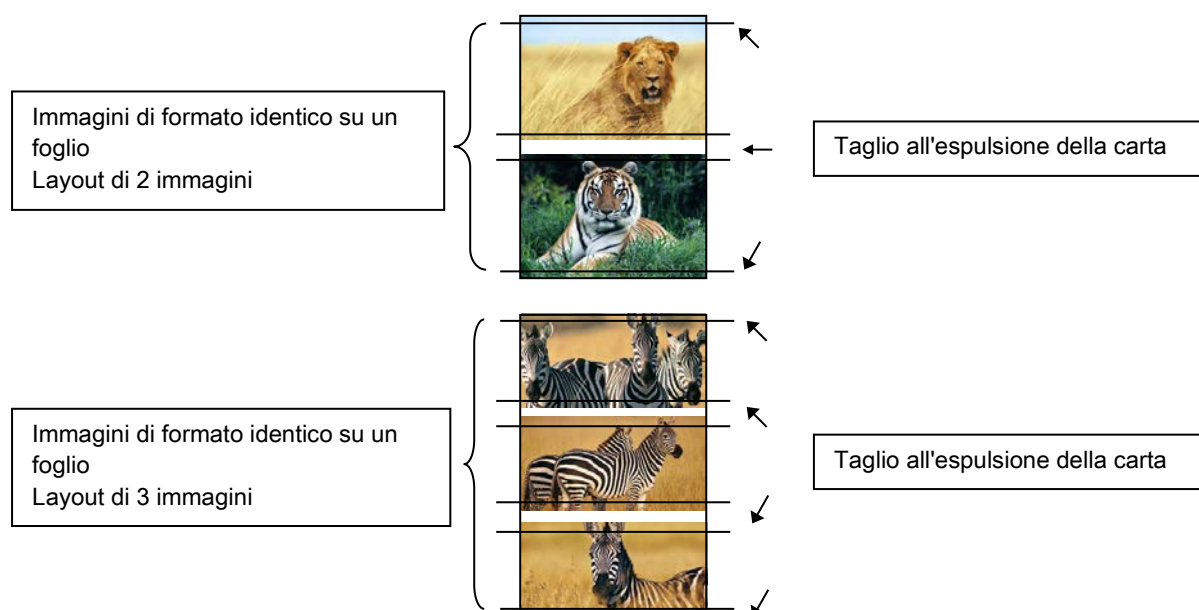 Immagini di formato identico su un
foglio
Layout di 2 immagini
Taglio all'espulsione della carta
Immagini di formato identico su un
foglio
Layout di 3 immagini
Taglio all'espulsione della carta